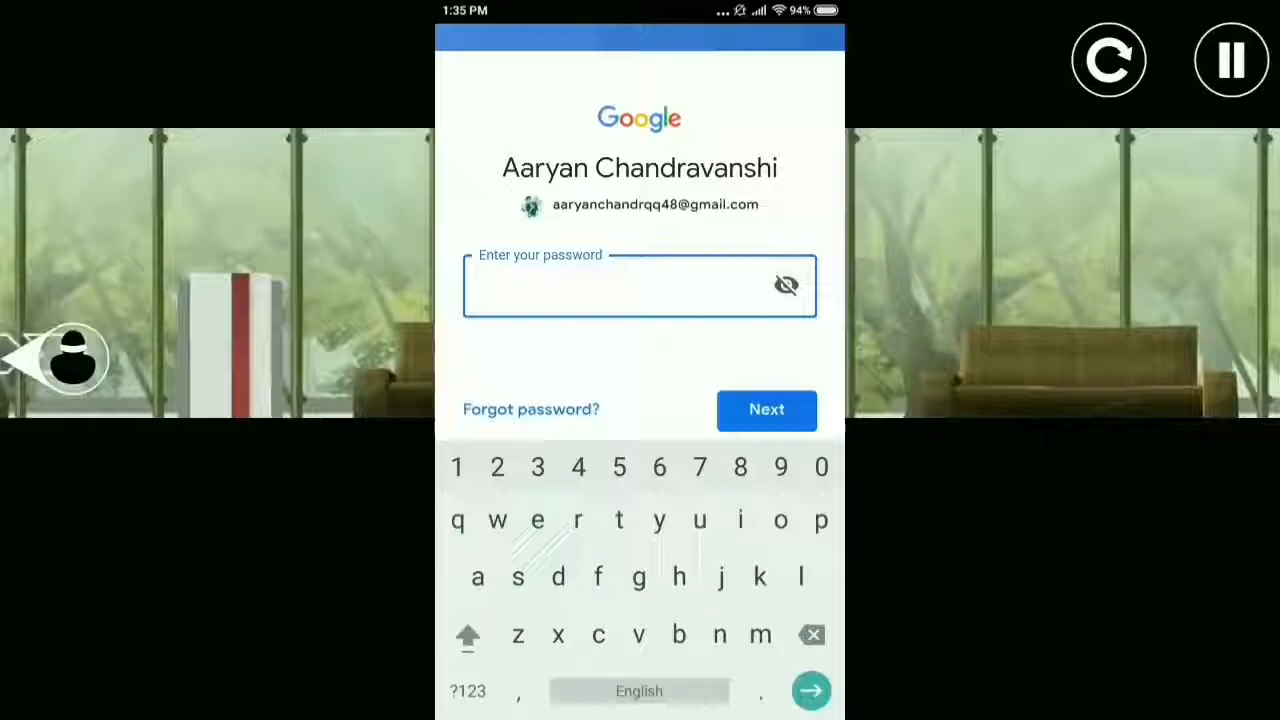 1:35 PM ... 94%
Google
Aaryan Chandravanshi
aaryanchandrqq48@gmail.com
Enter your password
Forgot password? Next
1 2 3 4 5 6 7 8 9 0
q w e r t y u i o p
a s d f g h j k l
z x c v b n m
?123 , English .